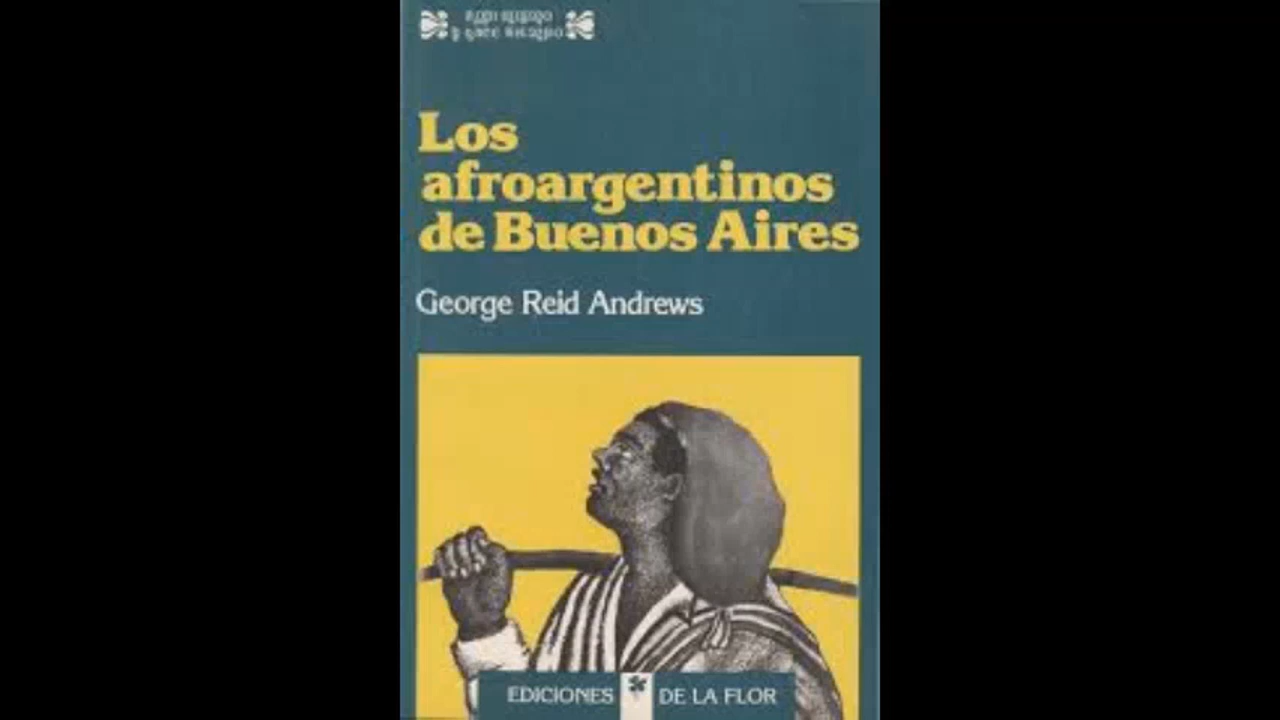 Los
afroargentinos
de Buenos Aires
George Reid Andrews
EDICIONES DE LA FLOR